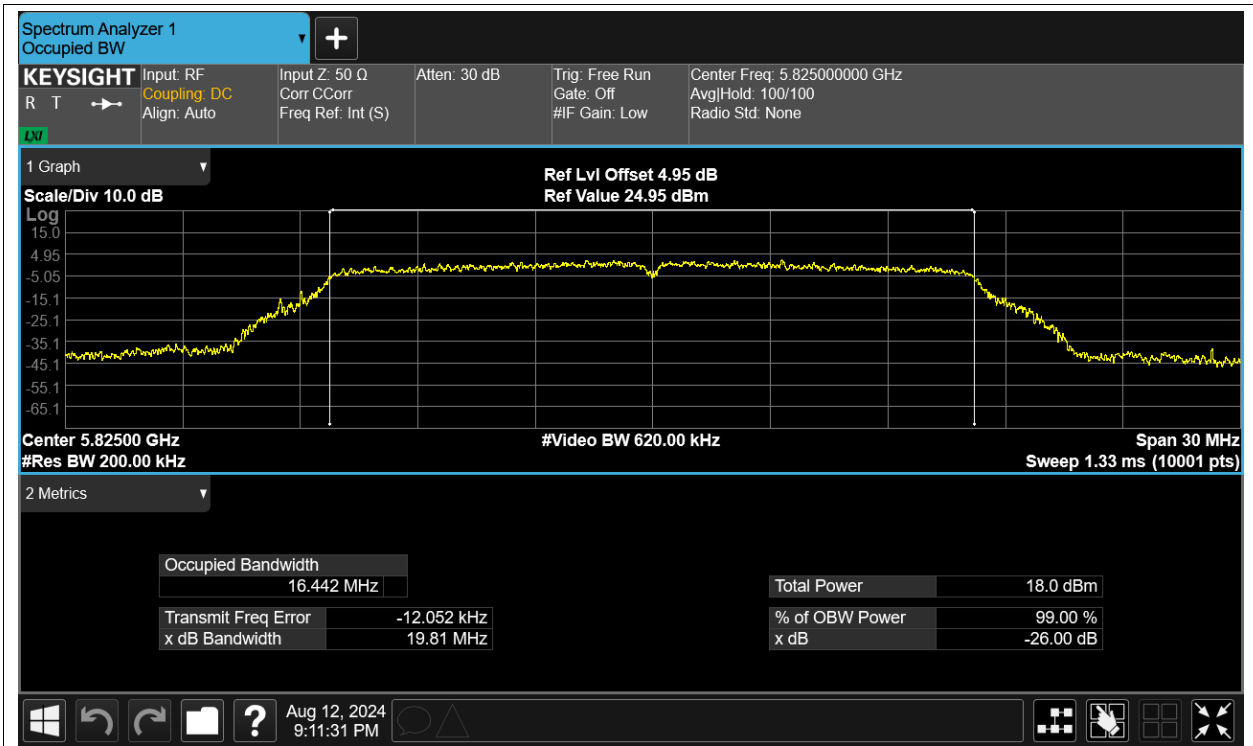 Spectrum Analyzer 1
Occupied BW
KEYSIGHT
R T
LXI
Input: RF
Coupling: DC
Align: Auto
Input Z: 50 Ω
Corr CCorr
Freq Ref: Int (S)
Atten: 30 dB
Trig: Free Run
Gate: Off
#IF Gain: Low
Center Freq: 5.825000000 GHz
Avg|Hold: 100/100
Radio Std: None
1 Graph
Scale/Div 10.0 dB
Ref Lvl Offset 4.95 dB
Ref Value 24.95 dBm
Log
15.0
4.95
-5.05
-15.1
-25.1
-35.1
-45.1
-55.1
-65.1
Center 5.82500 GHz
#Res BW 200.00 kHz
#Video BW 620.00 kHz
Span 30 MHz
Sweep 1.33 ms (10001 pts)
2 Metrics
Occupied Bandwidth
16.442 MHz
Transmit Freq Error -12.052 kHz
x dB Bandwidth 19.81 MHz
Total Power 18.0 dBm
% of OBW Power 99.00 %
x dB -26.00 dB
?
Aug 12, 2024
9:11:31 PM